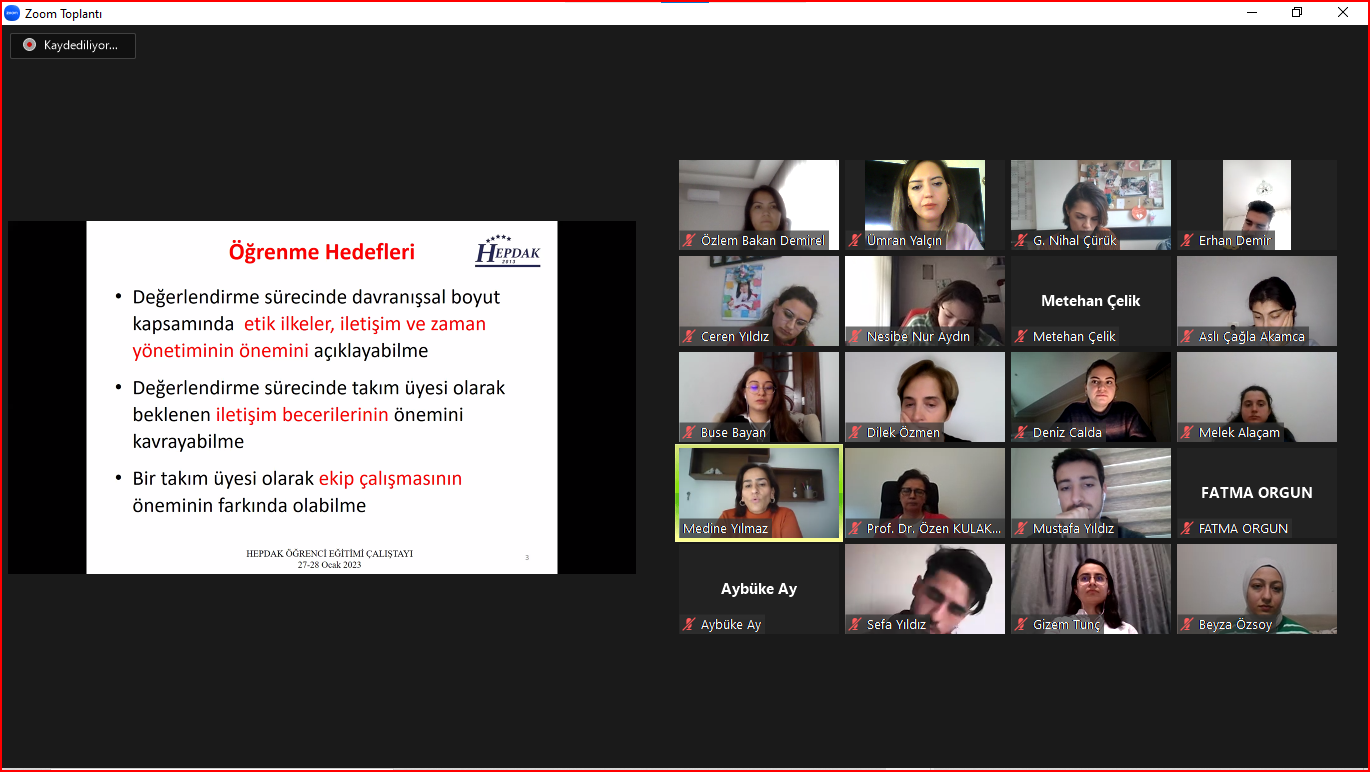 zoom
Zoom Toplantı
Kaydediliyor...
Öğrenme Hedefleri
HEPDAK
2013
• Değerlendirme sürecinde davranışsal boyut
kapsamında etik ilkeler, iletişim ve zaman
yönetiminin önemini açıklayabilme
• Değerlendirme sürecinde takım üyesi olarak
beklenen iletişim becerilerinin önemini
kavrayabilme
• Bir takım üyesi olarak ekip çalışmasının
öneminin farkında olabilme
HEPDAK ÖĞRENCİ EĞİTİMİ ÇALIŞTAYI
27-28 Ocak 2023
3
Özlem Bakan Demirel
Ümran Yalçın
G. Nihal Çürük
Erhan Demir
Ceren Yıldız
Nesibe Nur Aydın
Metehan Çelik
Metehan Çelik
Aslı Çağla Akamca
Buse Bayan
Dilek Özmen
Deniz Calda
Melek Alaçam
Medine Yılmaz
Prof. Dr. Özen KULAK...
Mustafa Yıldız
FATMA ORGUN
FATMA ORGUN
Aybüke Ay
Aybüke Ay
Sefa Yıldız
Gizem Tunç
Beyza Özsoy